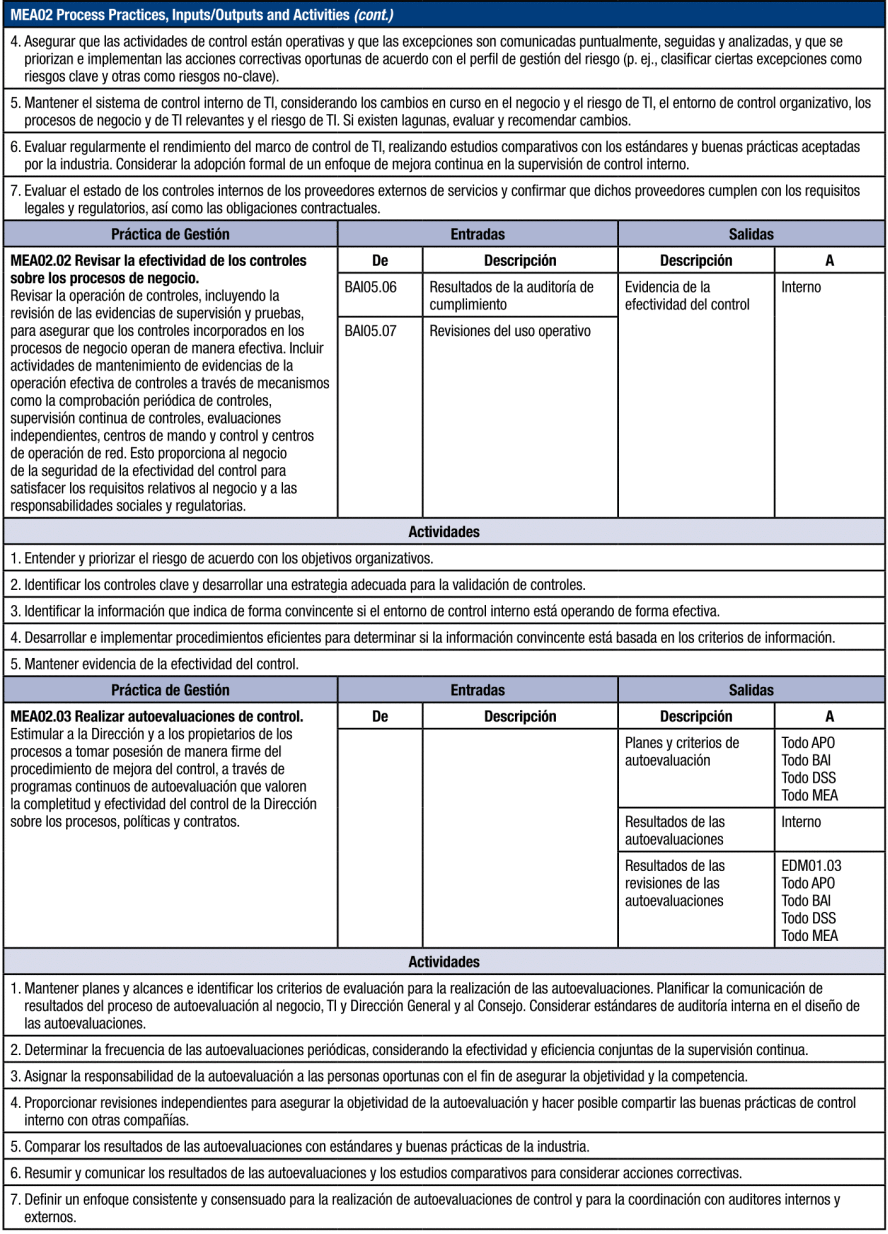 MEA02 Process Practices, Inputs/Outputs and Activities (cont.)
4. Asegurar que las actividades de control están operativas y que las excepciones son comunicadas puntualmente, seguidas y analizadas, y que se
priorizan e implementan las acciones correctivas oportunas de acuerdo con el perfil de gestión del riesgo (p. ej., clasificar ciertas excepciones como
riesgos clave y otras como riesgos no-clave).
5. Mantener el sistema de control interno de TI, considerando los cambios en curso en el negocio y el riesgo de TI, el entorno de control organizativo, los
procesos de negocio y de TI relevantes y el riesgo de TI. Si existen lagunas, evaluar y recomendar cambios.
6. Evaluar regularmente el rendimiento del marco de control de TI, realizando estudios comparativos con los estándares y buenas prácticas aceptadas
por la industria. Considerar la adopción formal de un enfoque de mejora continua en la supervisión de control interno.
7. Evaluar el estado de los controles internos de los proveedores externos de servicios y confirmar que dichos proveedores cumplen con los requisitos
legales y regulatorios, así como las obligaciones contractuales.
Práctica de Gestión
Entradas
Salidas
MEA02.02 Revisar la efectividad de los controles
sobre los procesos de negocio.
Revisar la operación de controles, incluyendo la
revisión de las evidencias de supervisión y pruebas,
para asegurar que los controles incorporados en los
procesos de negocio operan de manera efectiva. Incluir
actividades de mantenimiento de evidencias de la
operación efectiva de controles a través de mecanismos
como la comprobación periódica de controles,
supervisión continua de controles, evaluaciones
independientes, centros de mando y control y centros
de operación de red. Esto proporciona al negocio
de la seguridad de la efectividad del control para
satisfacer los requisitos relativos al negocio y a las
responsabilidades sociales y regulatorias.
De
Descripción
Descripción
A
BAI05.06
Resultados de la auditoría de
cumplimiento
Evidencia de la
efectividad del control
Interno
BAI05.07
Revisiones del uso operativo
Actividades
1. Entender y priorizar el riesgo de acuerdo con los objetivos organizativos.
2. Identificar los controles clave y desarrollar una estrategia adecuada para la validación de controles.
3. Identificar la información que indica de forma convincente si el entorno de control interno está operando de forma efectiva.
4. Desarrollar e implementar procedimientos eficientes para determinar si la información convincente está basada en los criterios de información.
5. Mantener evidencia de la efectividad del control.
Práctica de Gestión
Entradas
Salidas
MEA02.03 Realizar autoevaluaciones de control.
Estimular a la Dirección y a los propietarios de los
procesos a tomar posesión de manera firme del
procedimiento de mejora del control, a través de
programas continuos de autoevaluación que valoren
la completitud y efectividad del control de la Dirección
sobre los procesos, políticas y contratos.
De
Descripción
Descripción
A
Planes y criterios de
autoevaluación
Todo APO
Todo BAI
Todo DSS
Todo MEA
Resultados de las
autoevaluaciones
Interno
Resultados de las
revisiones de las
autoevaluaciones
EDM01.03
Todo APO
Todo BAI
Todo DSS
Todo MEA
Actividades
1. Mantener planes y alcances e identificar los criterios de evaluación para la realización de las autoevaluaciones. Planificar la comunicación de
resultados del proceso de autoevaluación al negocio, TI y Dirección General y al Consejo. Considerar estándares de auditoría interna en el diseño de
las autoevaluaciones.
2. Determinar la frecuencia de las autoevaluaciones periódicas, considerando la efectividad y eficiencia conjuntas de la supervisión continua.
3. Asignar la responsabilidad de la autoevaluación a las personas oportunas con el fin de asegurar la objetividad y la competencia.
4. Proporcionar revisiones independientes para asegurar la objetividad de la autoevaluación y hacer posible compartir las buenas prácticas de control
interno con otras compañías.
5. Comparar los resultados de las autoevaluaciones con estándares y buenas prácticas de la industria.
6. Resumir y comunicar los resultados de las autoevaluaciones y los estudios comparativos para considerar acciones correctivas.
7. Definir un enfoque consistente y consensuado para la realización de autoevaluaciones de control y para la coordinación con auditores internos y
externos.